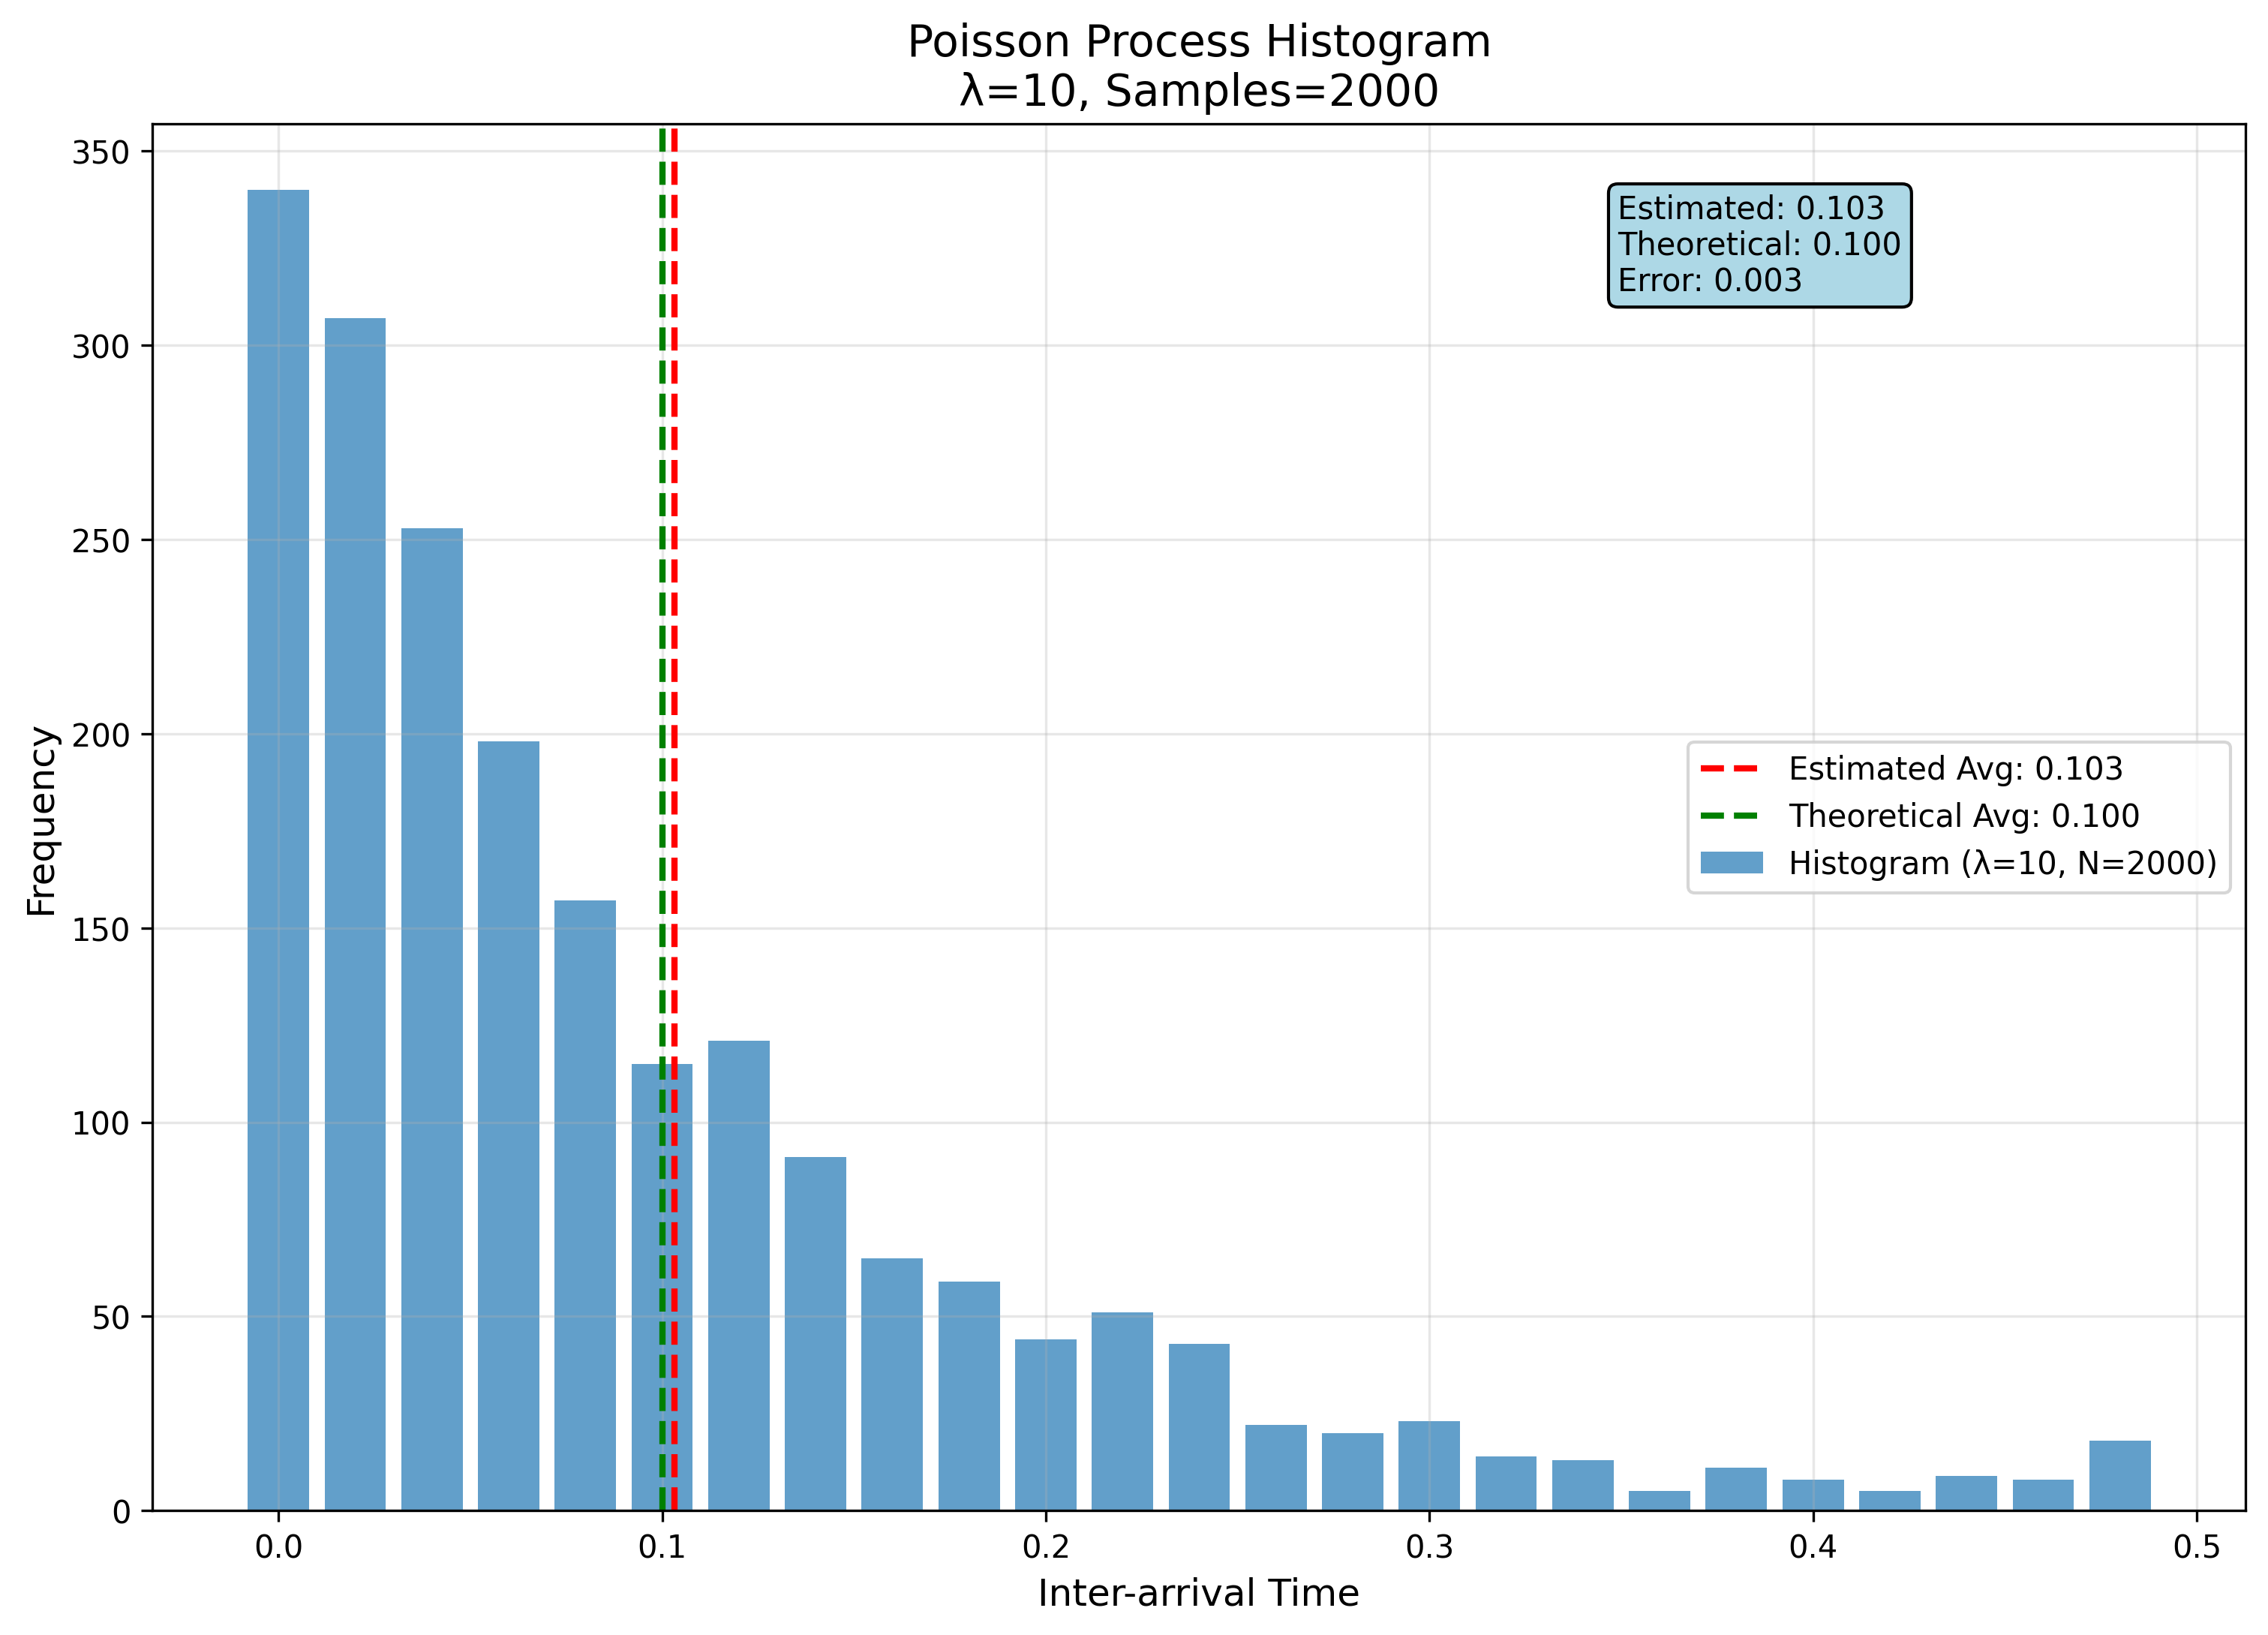 Poisson Process Histogram
λ=10, Samples=2000
350
300
250
200
150
100
50
0
Frequency
Estimated: 0.103
Theoretical: 0.100
Error: 0.003
Estimated Avg: 0.103
Theoretical Avg: 0.100
Histogram (λ=10, N=2000)
0.0 0.1 0.2 0.3 0.4 0.5
Inter-arrival Time